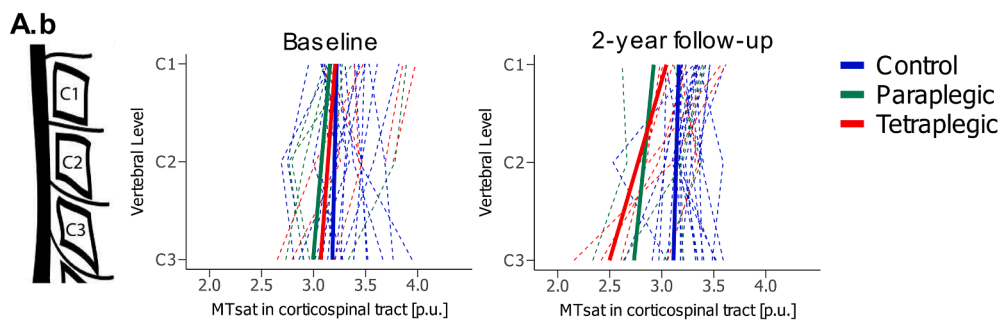 A.b
C1
C2
C3
Baseline
Vertebral Level
C1
C2
C3
2.0 2.5 3.0 3.5 4.0
MTsat in corticospinal tract [p.u.]
2-year follow-up
Vertebral Level
C1
C2
C3
2.0 2.5 3.0 3.5 4.0
MTsat in corticospinal tract [p.u.]
Control
Paraplegic
Tetraplegic